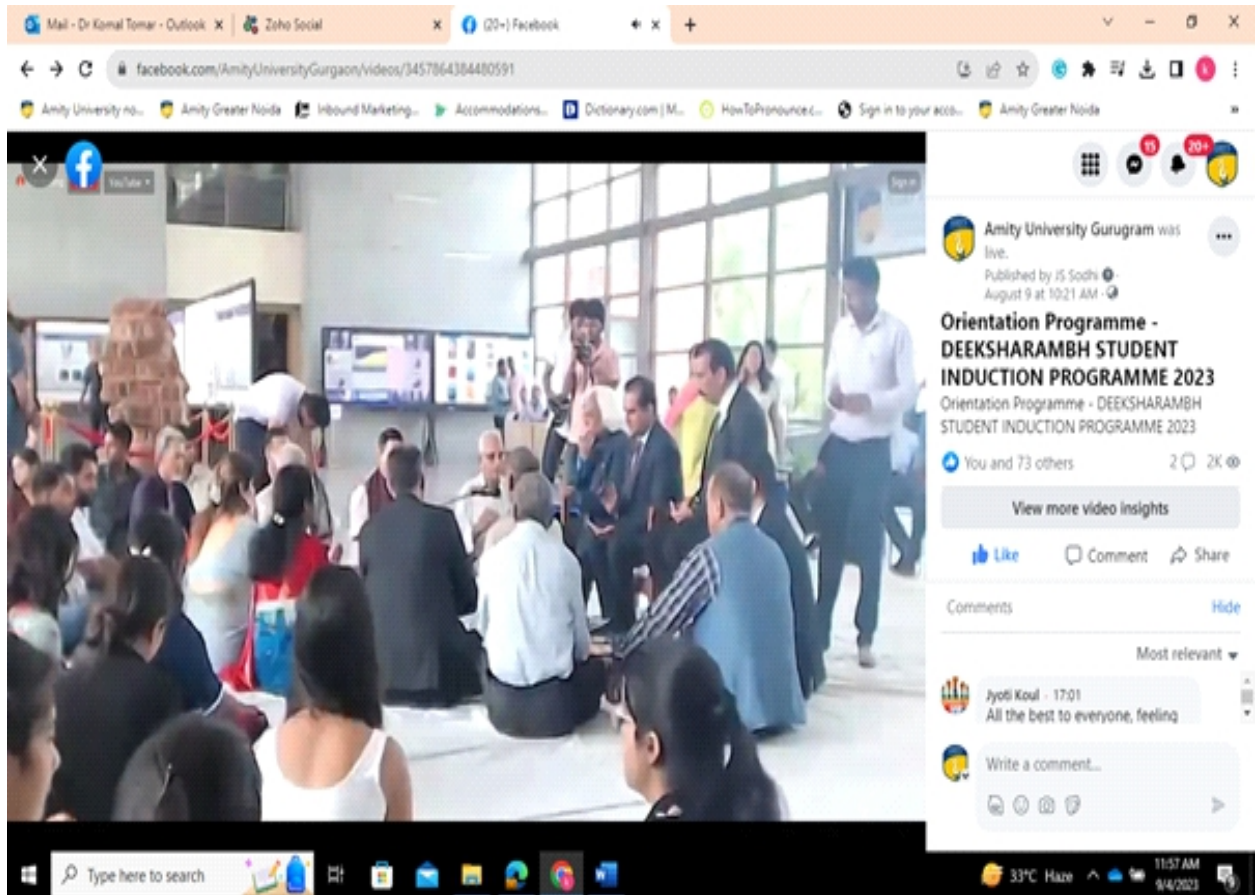 Mail - Dr Komal Tomar - Outlook
Zoho Social
(20+) Facebook
facebook.com/AmityUniversityGurgaon/videos/3457864384480591
Amity University no...
Amity Greater Noida
Inbound Marketing...
Accommodations...
Dictionary.com | M...
HowToPronounce.c...
Sign in to your acco...
Amity Greater Noida
YouTube
Sign in
15
20+
Amity University Gurugram was
live.
Published by JS Sodhi
August 9 at 10:21 AM
Orientation Programme -
DEEKSHARAMBH STUDENT
INDUCTION PROGRAMME 2023
Orientation Programme - DEEKSHARAMBH
STUDENT INDUCTION PROGRAMME 2023
You and 73 others 2 2K
View more video insights
Like Comment Share
Comments Hide
Most relevant
Jyoti Koul · 17:01
All the best to everyone, feeling
Write a comment...
Type here to search
33°C Haze
11:57 AM
9/4/2023